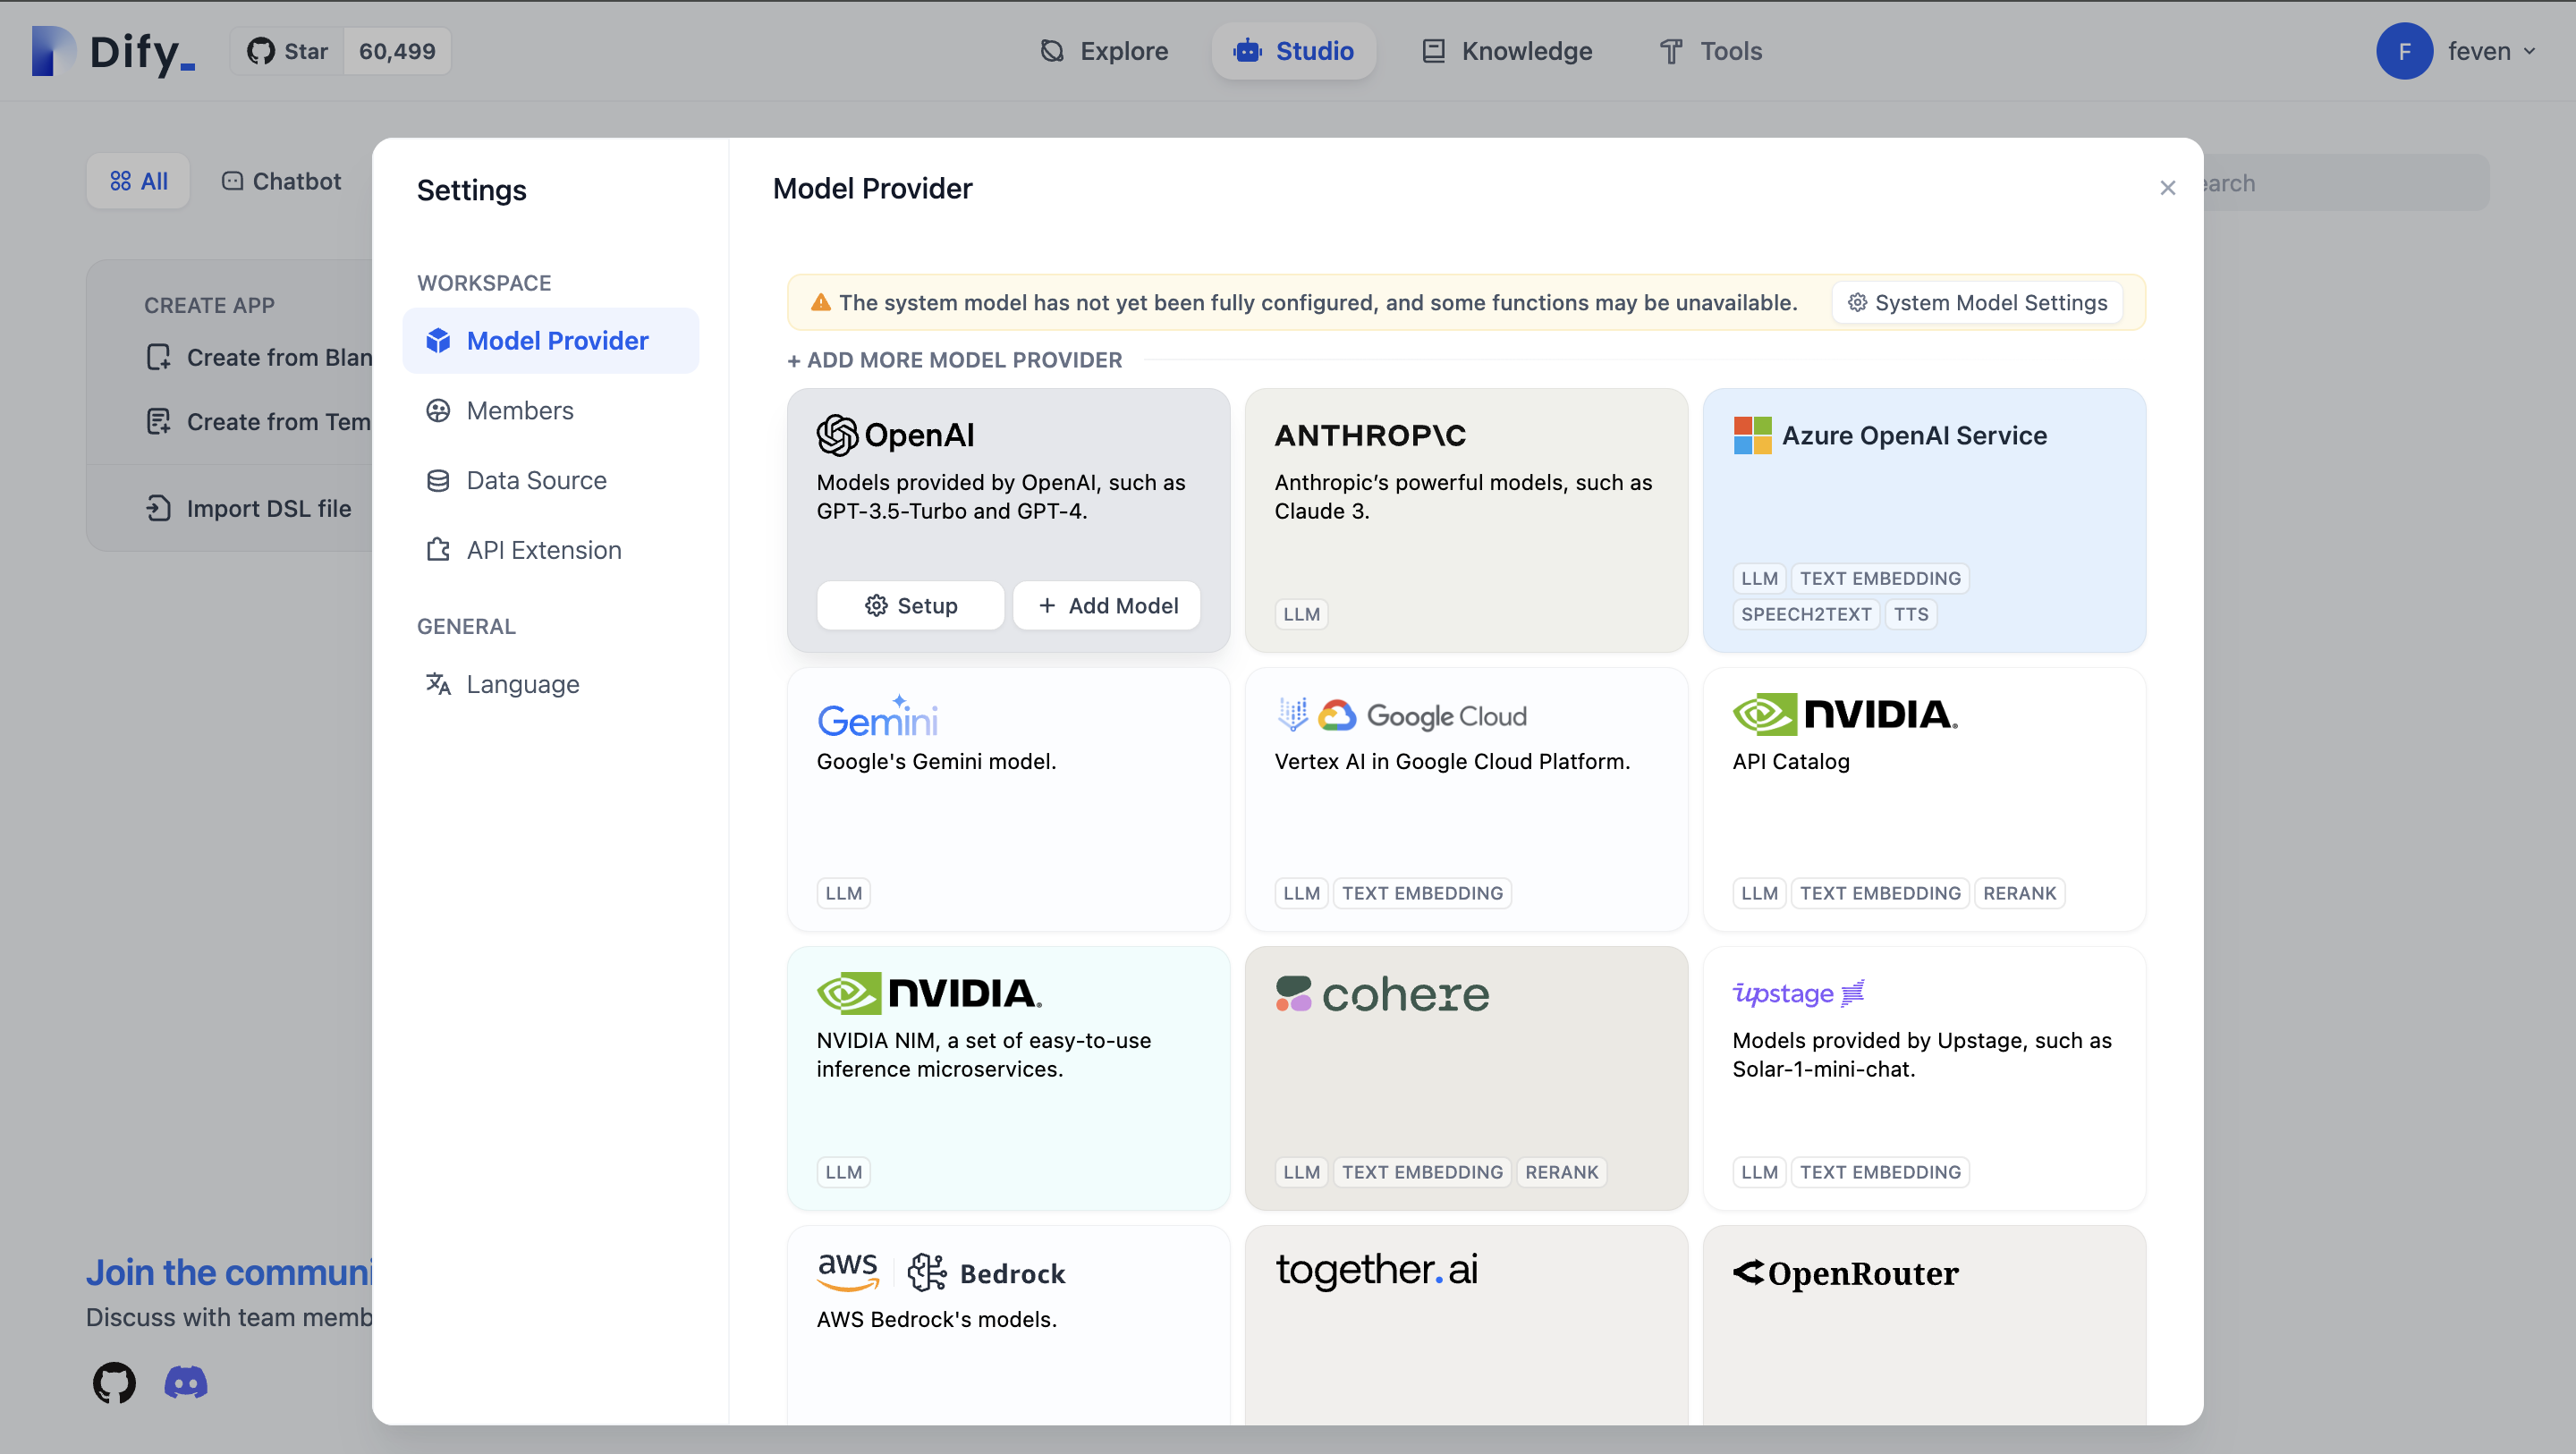 Dify_
Star 60,499
Explore
Studio
Knowledge
Tools
F feven
All
Chatbot
earch
CREATE APP
Create from Blan
Create from Tem
Import DSL file
Join the communi
Discuss with team memb
Settings
WORKSPACE
Model Provider
Members
Data Source
API Extension
GENERAL
Language
Model Provider
The system model has not yet been fully configured, and some functions may be unavailable.
System Model Settings
+ ADD MORE MODEL PROVIDER
OpenAI
Models provided by OpenAI, such as
GPT-3.5-Turbo and GPT-4.
Setup
+ Add Model
ANTHROP\C
Anthropic’s powerful models, such as
Claude 3.
LLM
Azure OpenAI Service
LLM TEXT EMBEDDING
SPEECH2TEXT TTS
Gemini
Google's Gemini model.
LLM
Google Cloud
Vertex AI in Google Cloud Platform.
LLM TEXT EMBEDDING
NVIDIA.
API Catalog
LLM TEXT EMBEDDING RERANK
NVIDIA.
NVIDIA NIM, a set of easy-to-use
inference microservices.
LLM
cohere
LLM TEXT EMBEDDING RERANK
upstage
Models provided by Upstage, such as
Solar-1-mini-chat.
LLM TEXT EMBEDDING
aws Bedrock
AWS Bedrock's models.
together.ai
OpenRouter